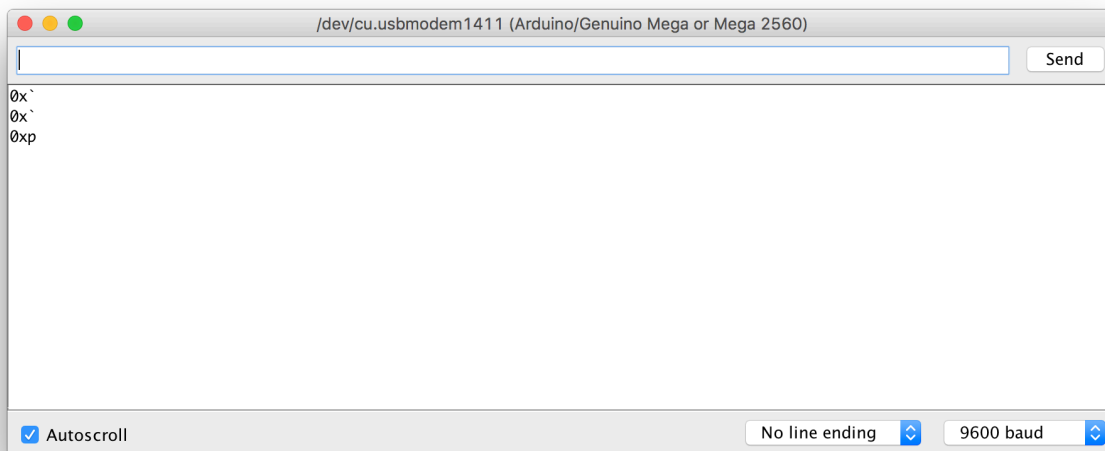 /dev/cu.usbmodem1411 (Arduino/Genuino Mega or Mega 2560)
Send
0x`
0x`
0xp
Autoscroll
No line ending
9600 baud